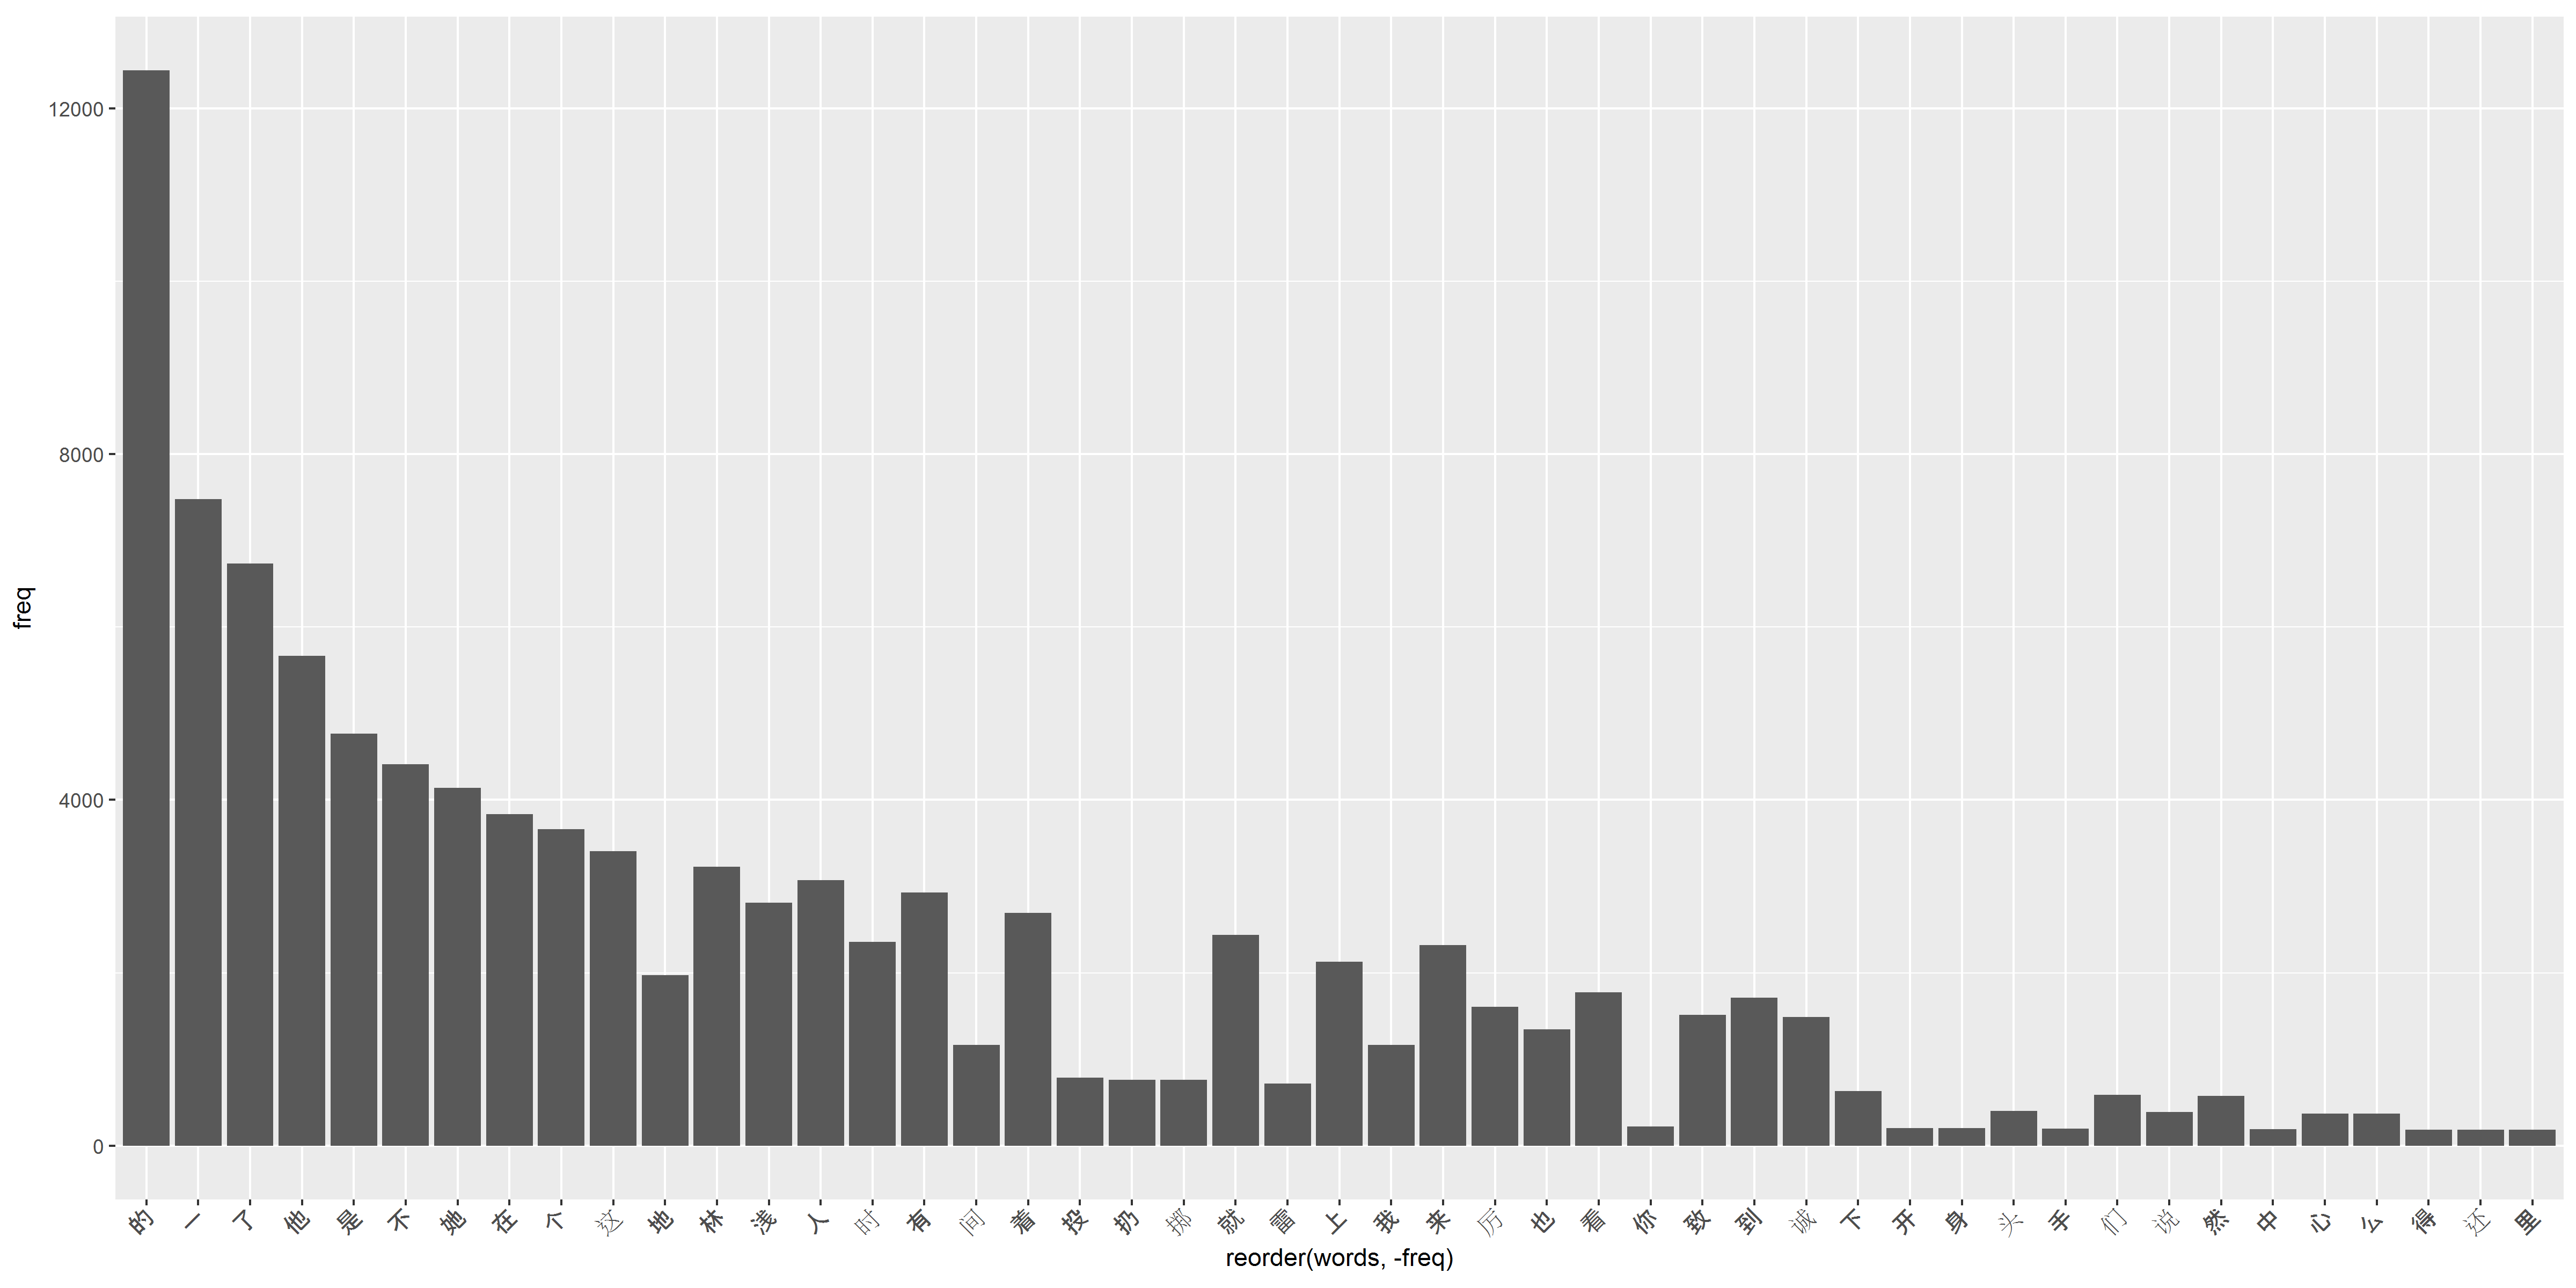 12000
8000
4000
0
freq
的 一 了 他 是 不 她 在 个 这 地 林 浅 人 时 有 间 着 投 扔 掷 就 雷 上 我 来 厉 也 看 你 致 到 诚 下 开 身 头 手 们 说 然 中 心 么 得 还 里
reorder(words, -freq)